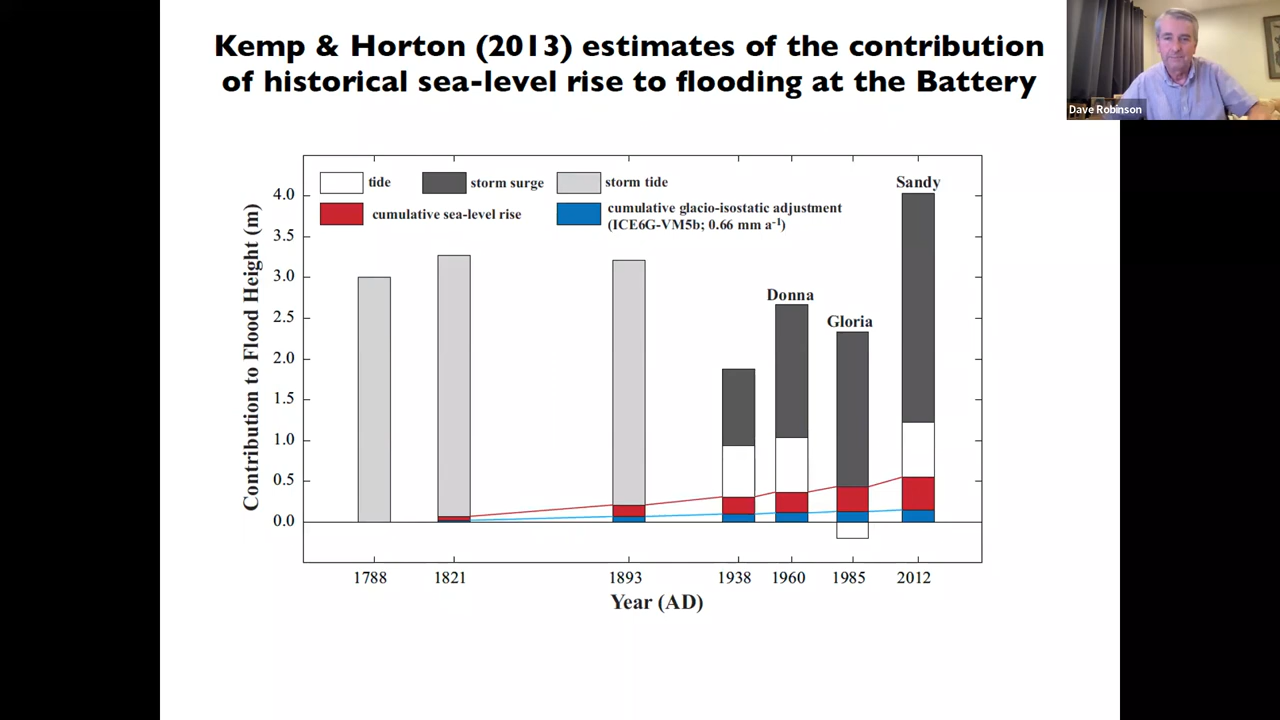 Kemp & Horton (2013) estimates of the contribution
of historical sea-level rise to flooding at the Battery
Dave Robinson
tide
storm surge
storm tide
cumulative sea-level rise
cumulative glacio-isostatic adjustment
(ICE6G-VM5b; 0.66 mm a-1)
Sandy
Donna
Gloria
Contribution to Flood Height (m)
4.0
3.5
3.0
2.5
2.0
1.5
1.0
0.5
0.0
1788 1821 1893 1938 1960 1985 2012
Year (AD)